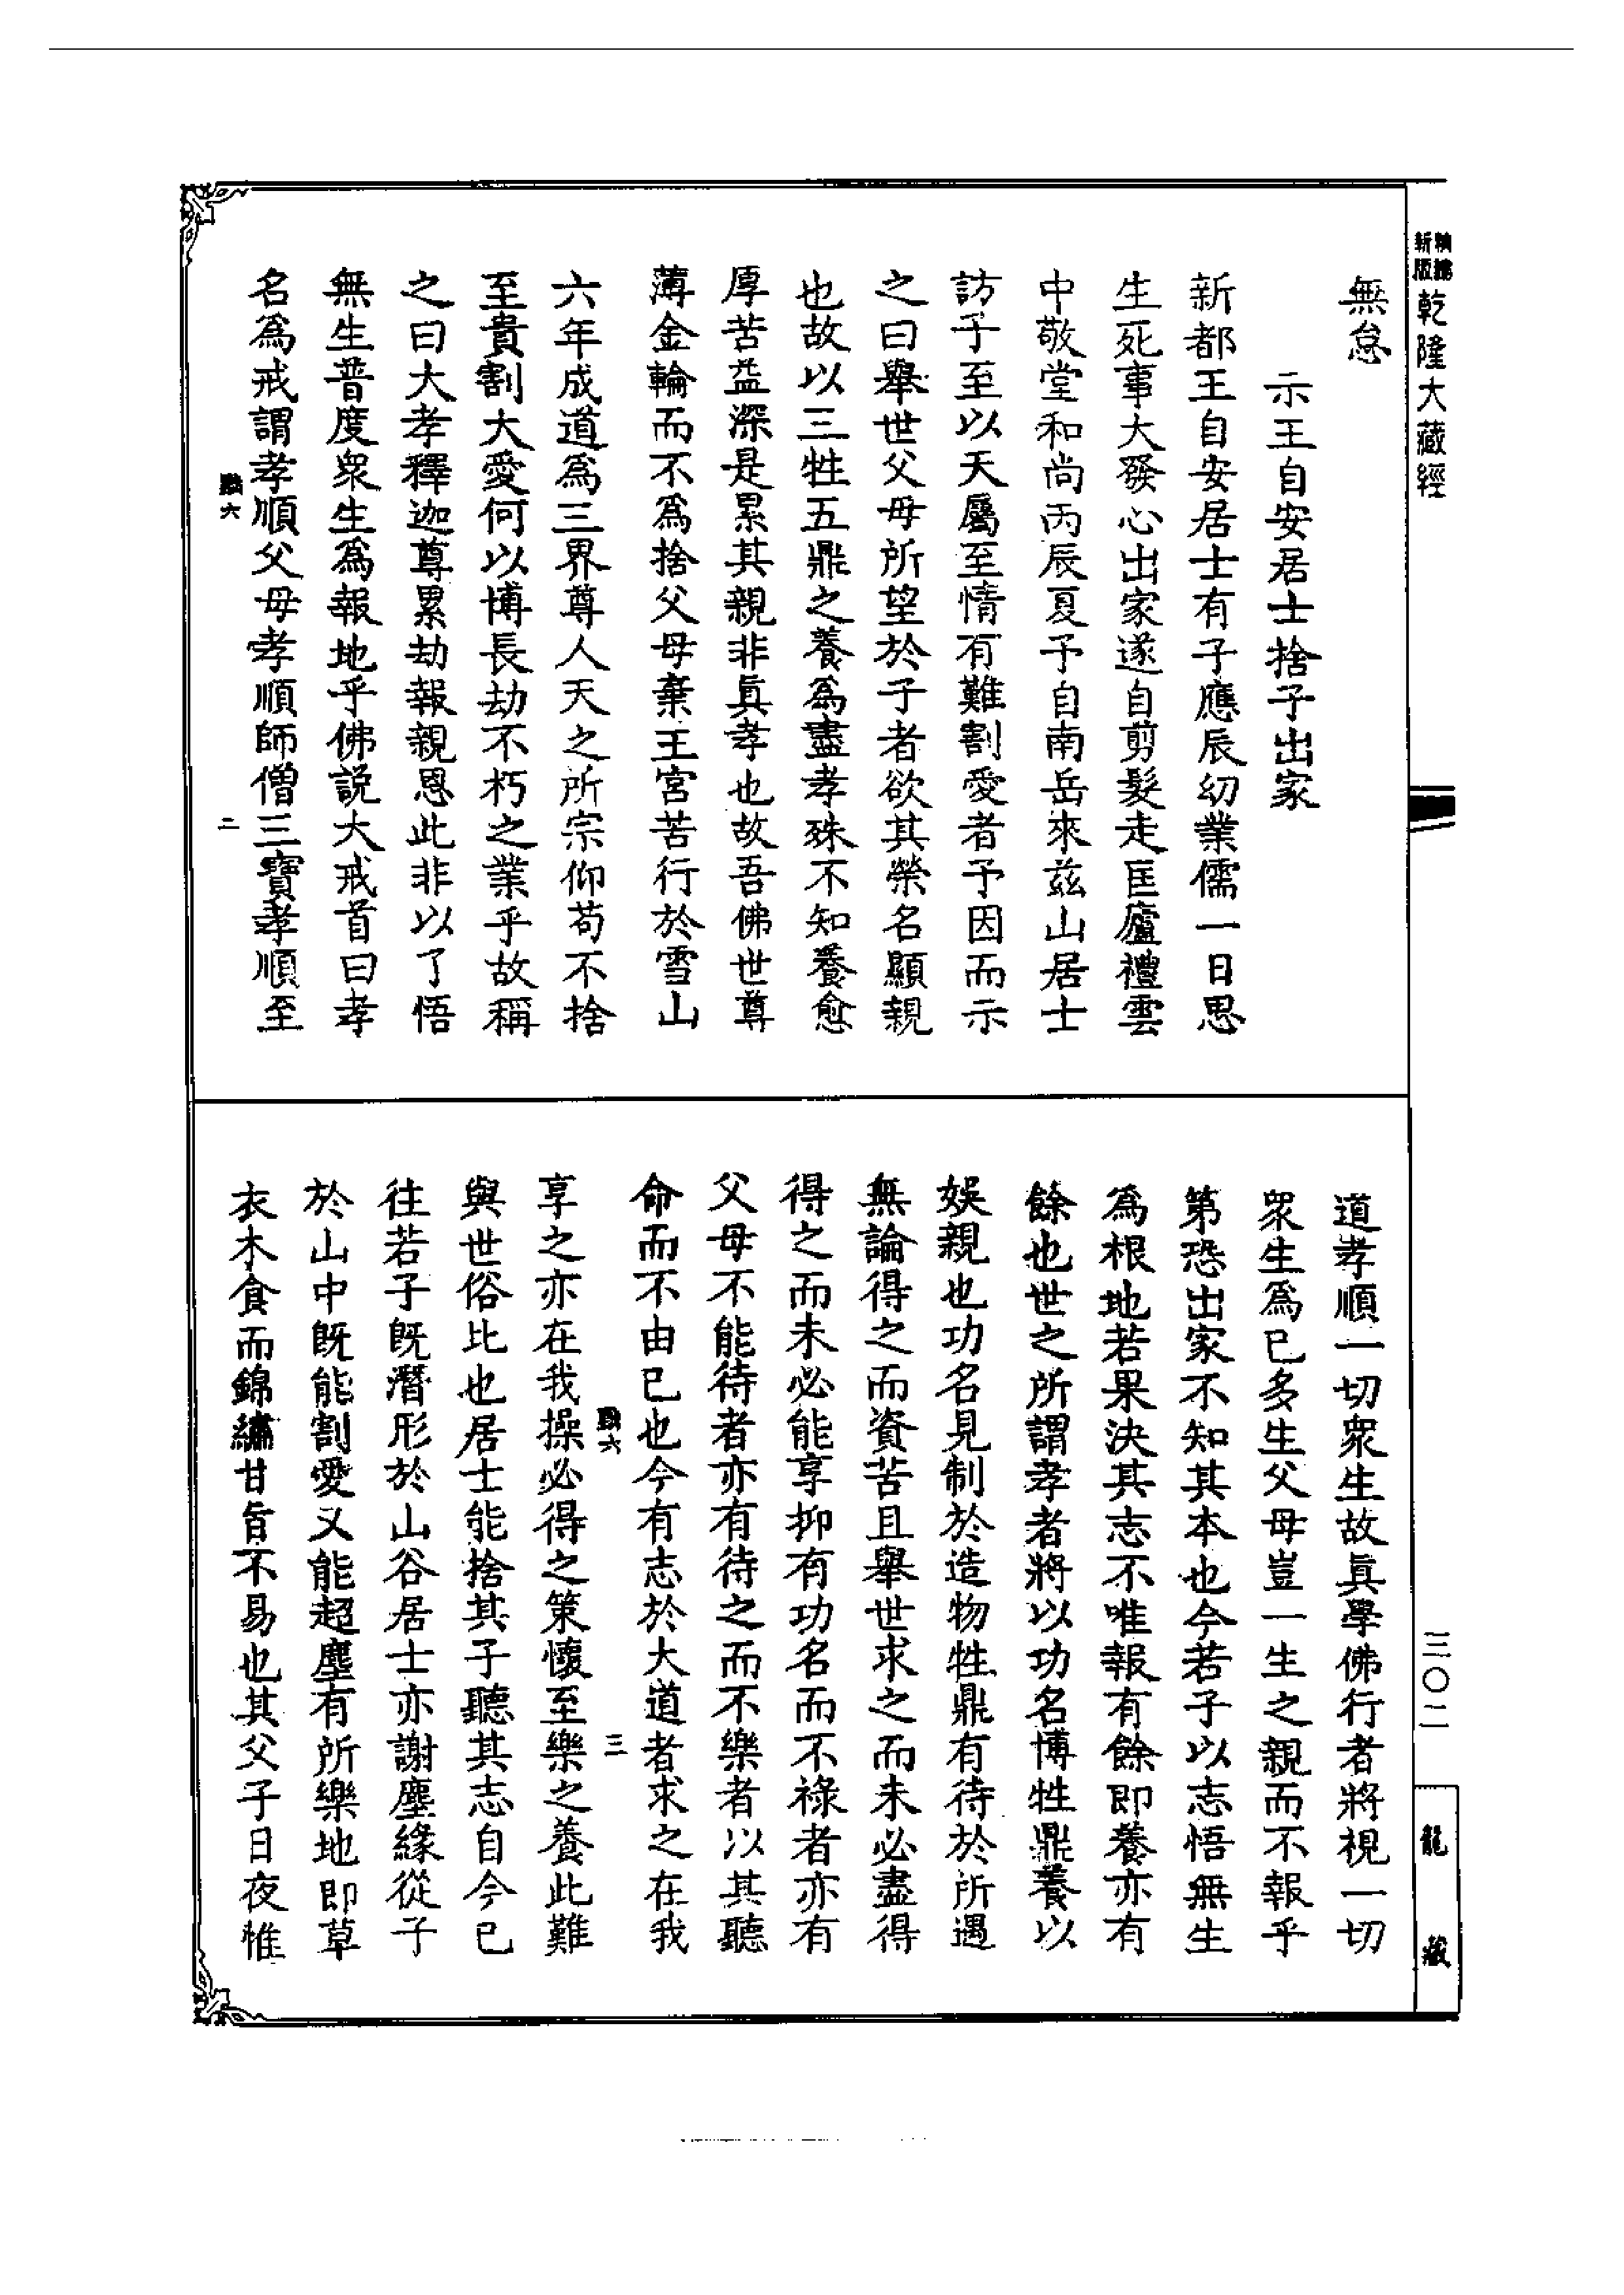 新版
精縮
乾隆大藏經
三〇二
龍藏
無怠
示王自安居士捨子出家
新都王自安居士有子應辰幼業儒一日思
生死事大發心出家遂自剪髮走匡廬禮雲
中敬堂和尚丙辰夏予自南岳來茲山居士
訪予至以天屬至情有難割愛者予因而示
之曰舉世父母所望於子者欲其榮名顯親
也故以三牲五鼎之養為盡孝殊不知養愈
厚苦益深是累其親非真孝也故吾佛世尊
薄金輪而不為捨父母棄王宮苦行於雪山
六年成道為三界尊人天之所宗仰苟不捨
至貴割大愛何以博長劫不朽之業乎故稱
之曰大孝釋迦尊累劫報親恩此非以了悟
無生普度眾生為報地乎佛說大戒首曰孝
名為戒謂孝順父母孝順師僧三寶孝順至
六
二
道孝順一切眾生故真學佛行者將視一切
眾生為己多生父母豈一生之親而不報乎
第恐出家不知其本也今若子以志悟無生
為根地若果決其志不唯報有餘即養亦有
餘也世之所謂孝者將以功名博牲鼎養以
娛親也功名見制於造物牲鼎有待於所遇
無論得之而資苦且舉世求之而未必盡得
得之而未必能享抑有功名而不祿者亦有
父母不能待者亦有待之而不樂者以其聽
命而不由己也今有志於大道者求之在我
六
三
享之亦在我操必得之策懷至樂之養此難
與世俗比也居士能捨其子聽其志自今已
往若子既潛形於山谷居士亦謝塵緣從子
於山中既能割愛又能超塵有所樂地即草
衣木食而錦繡甘旨不易也其父子日夜惟